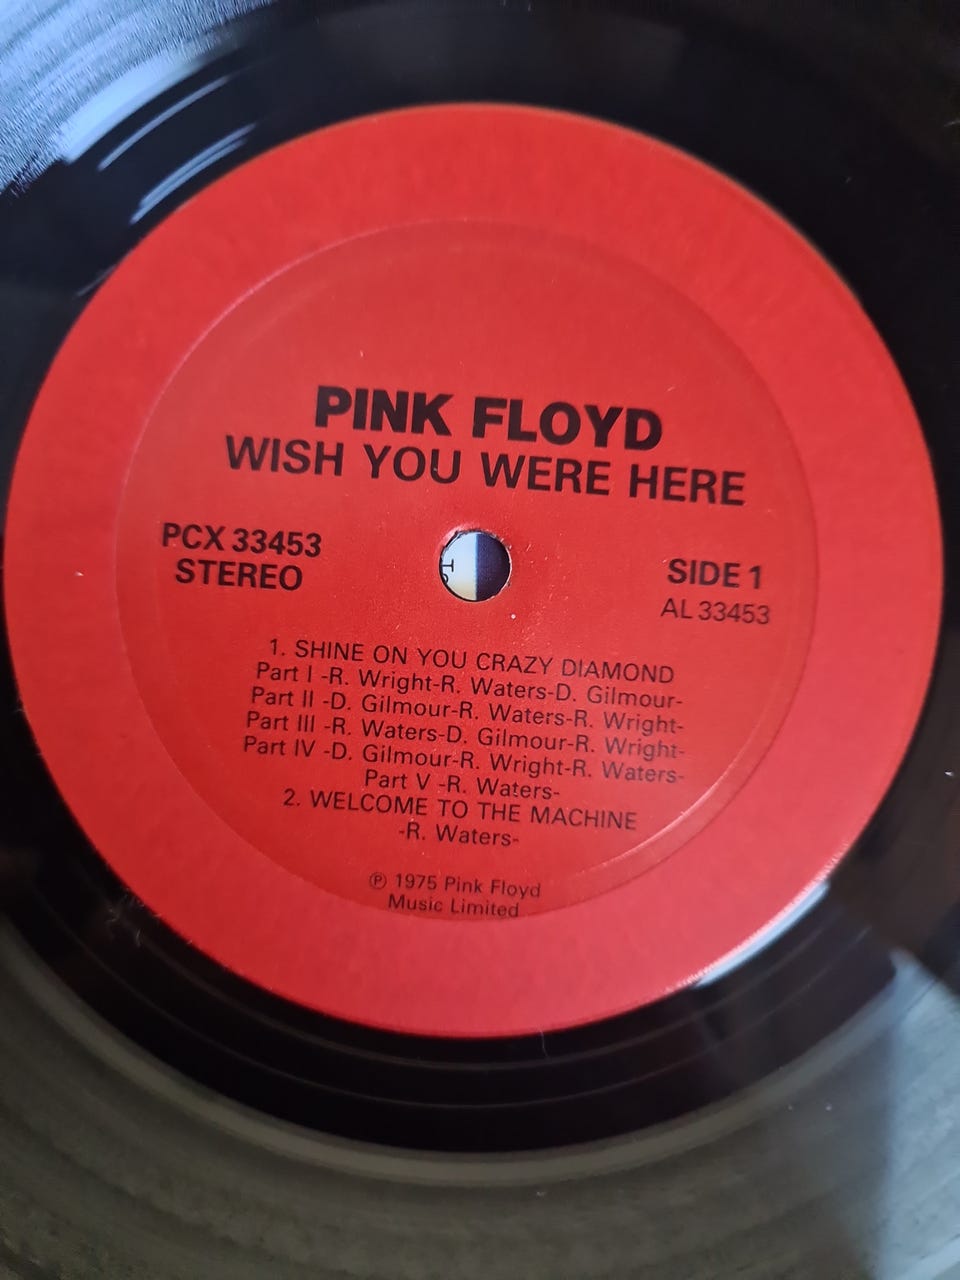 PINK FLOYD
WISH YOU WERE HERE
PCX 33453
STEREO
SIDE 1
AL 33453
1. SHINE ON YOU CRAZY DIAMOND
Part I -R. Wright-R. Waters-D. Gilmour-
Part II -D. Gilmour-R. Waters-R. Wright-
Part III -R. Waters-D. Gilmour-R. Wright-
Part IV -D. Gilmour-R. Wright-R. Waters-
Part V -R. Waters-
2. WELCOME TO THE MACHINE
-R. Waters-
℗ 1975 Pink Floyd
Music Limited